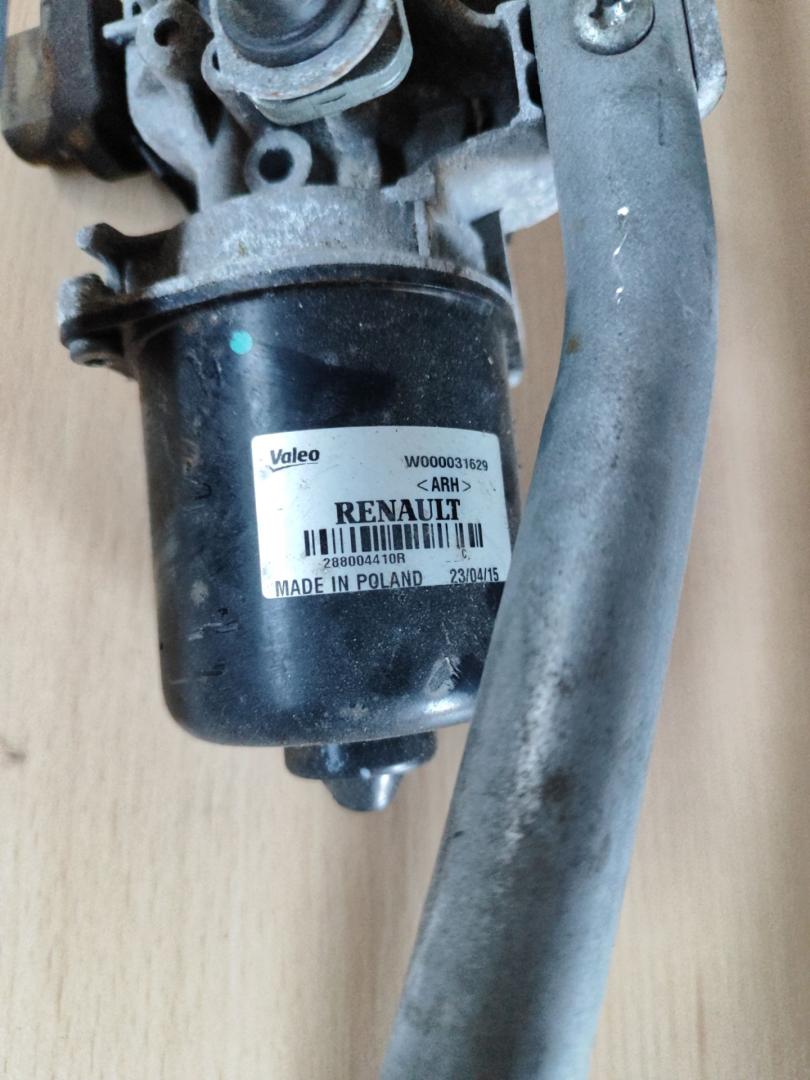 Valeo W000031629
<ARH>
RENAULT
288004410R C.
MADE IN POLAND 23/04/15